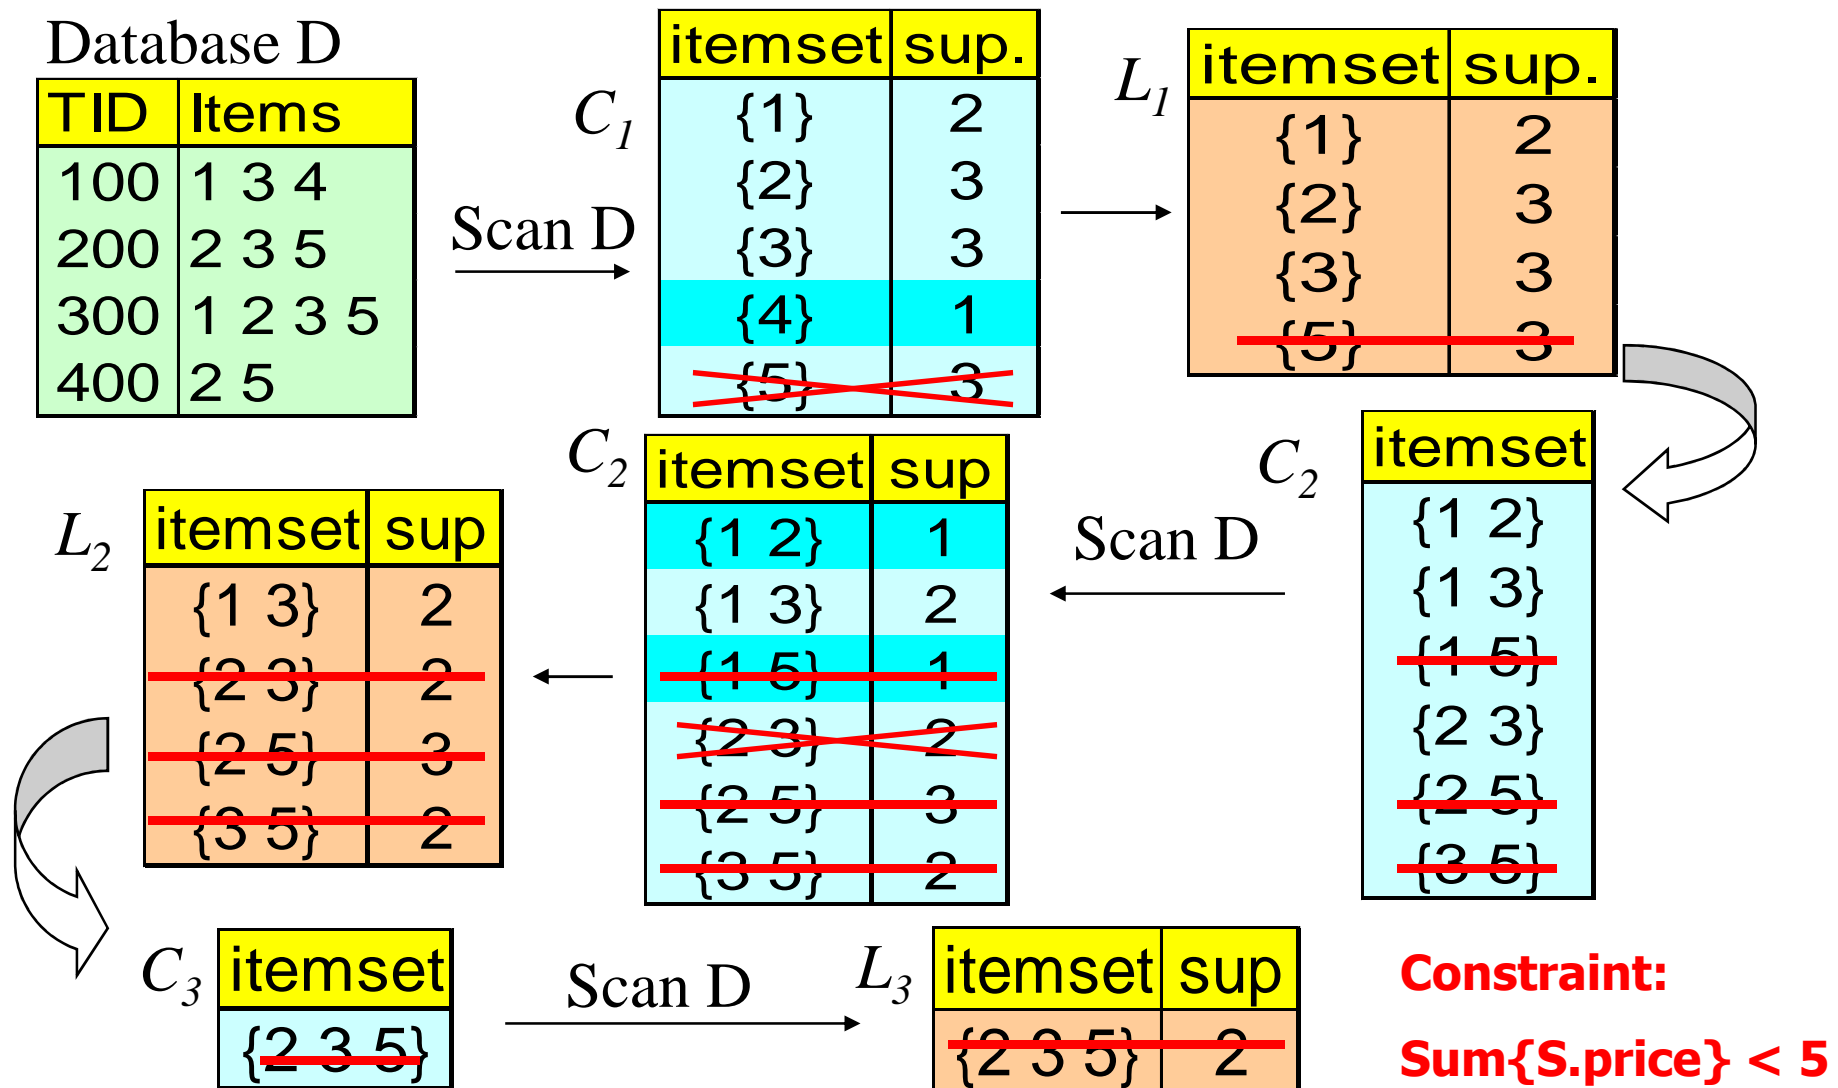 Database D
TID Items
100 1 3 4
200 2 3 5
300 1 2 3 5
400 2 5
Scan D
C1
itemset sup.
{1} 2
{2} 3
{3} 3
{4} 1
{5} 3
L1
itemset sup.
{1} 2
{2} 3
{3} 3
{5} 3
C2
itemset
{1 2}
{1 3}
{1 5}
{2 3}
{2 5}
{3 5}
Scan D
C2
itemset sup
{1 2} 1
{1 3} 2
{1 5} 1
{2 3} 2
{2 5} 3
{3 5} 2
L2
itemset sup
{1 3} 2
{2 3} 2
{2 5} 3
{3 5} 2
C3
itemset
{2 3 5}
Scan D
L3
itemset sup
{2 3 5} 2
Constraint:
Sum{S.price} < 5